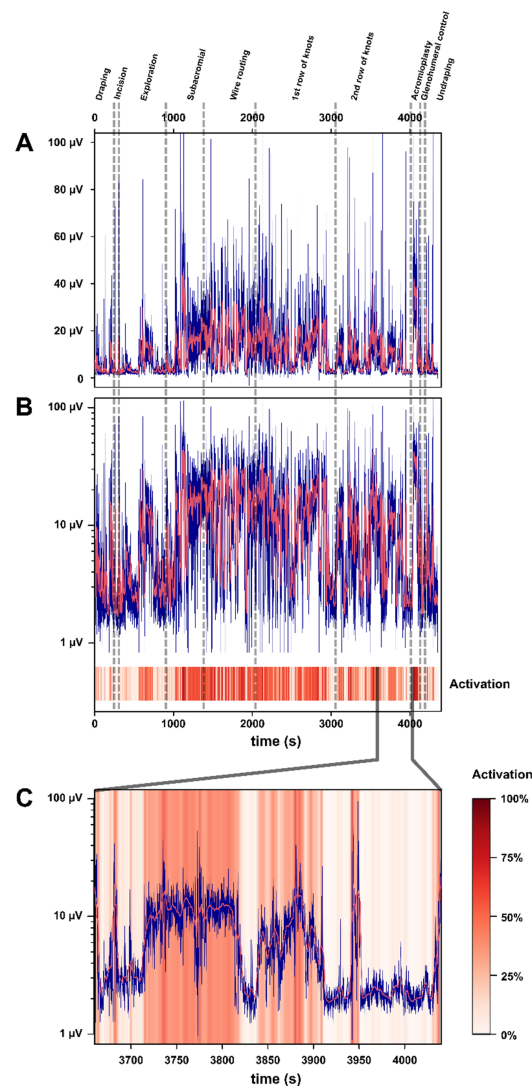 Draping
Incision
Exploration
Subacromial
Wire routing
1st row of knots
2nd row of knots
Acromioplasty
Glenohumeral control
Undraping
0 1000 2000 3000 4000
A
100 µV
80 µV
60 µV
40 µV
20 µV
0
B
100 µV
10 µV
1 µV
Activation
0 1000 2000 3000 4000
time (s)
C
100 µV
10 µV
1 µV
3700 3750 3800 3850 3900 3950 4000
time (s)
Activation
100%
75%
50%
25%
0%